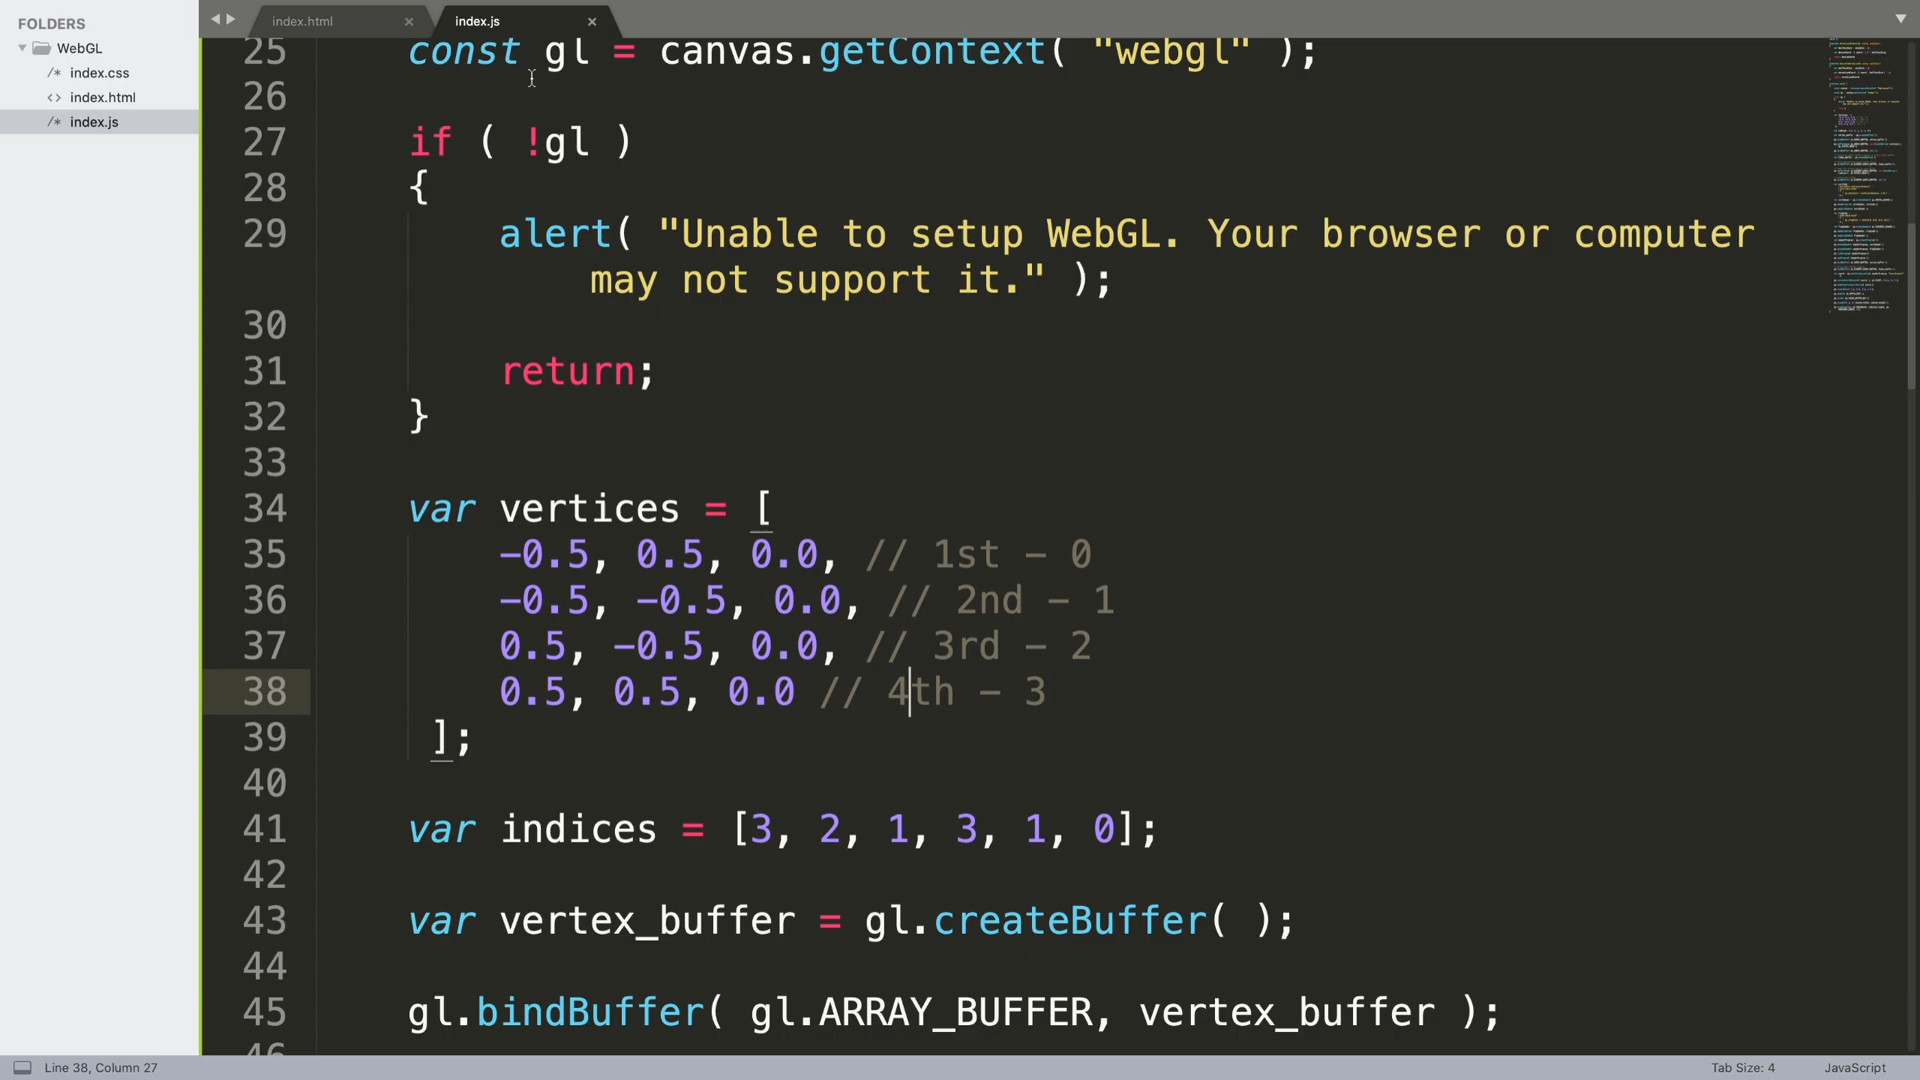 FOLDERS
WebGL
/* index.css
<> index.html
/* index.js
index.html ×
index.js ×
25 const gl = canvas.getContext( "webgl" );
26
27 if ( !gl )
28 {
29 alert( "Unable to setup WebGL. Your browser or computer
may not support it." );
30
31 return;
32 }
33
34 var vertices = [
35 -0.5, 0.5, 0.0, // 1st - 0
36 -0.5, -0.5, 0.0, // 2nd - 1
37 0.5, -0.5, 0.0, // 3rd - 2
38 0.5, 0.5, 0.0 // 4th - 3
39 ];
40
41 var indices = [3, 2, 1, 3, 1, 0];
42
43 var vertex_buffer = gl.createBuffer( );
44
45 gl.bindBuffer( gl.ARRAY_BUFFER, vertex_buffer );
46
Line 38, Column 27
Tab Size: 4
JavaScript